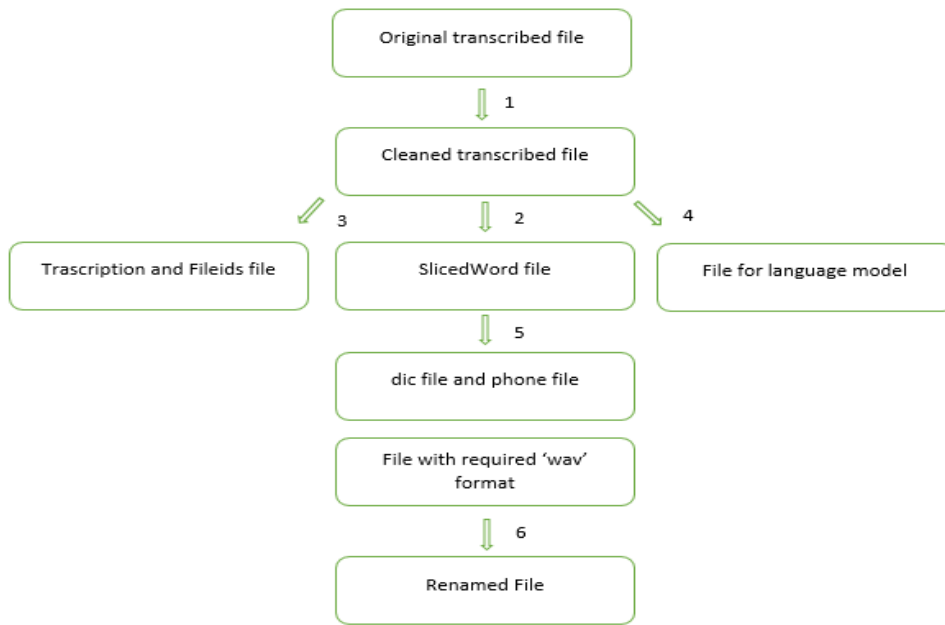 Original transcribed file
1
Cleaned transcribed file
3
2
4
Trascription and Fileids file
SlicedWord file
File for language model
5
dic file and phone file
File with required ‘wav’
format
6
Renamed File